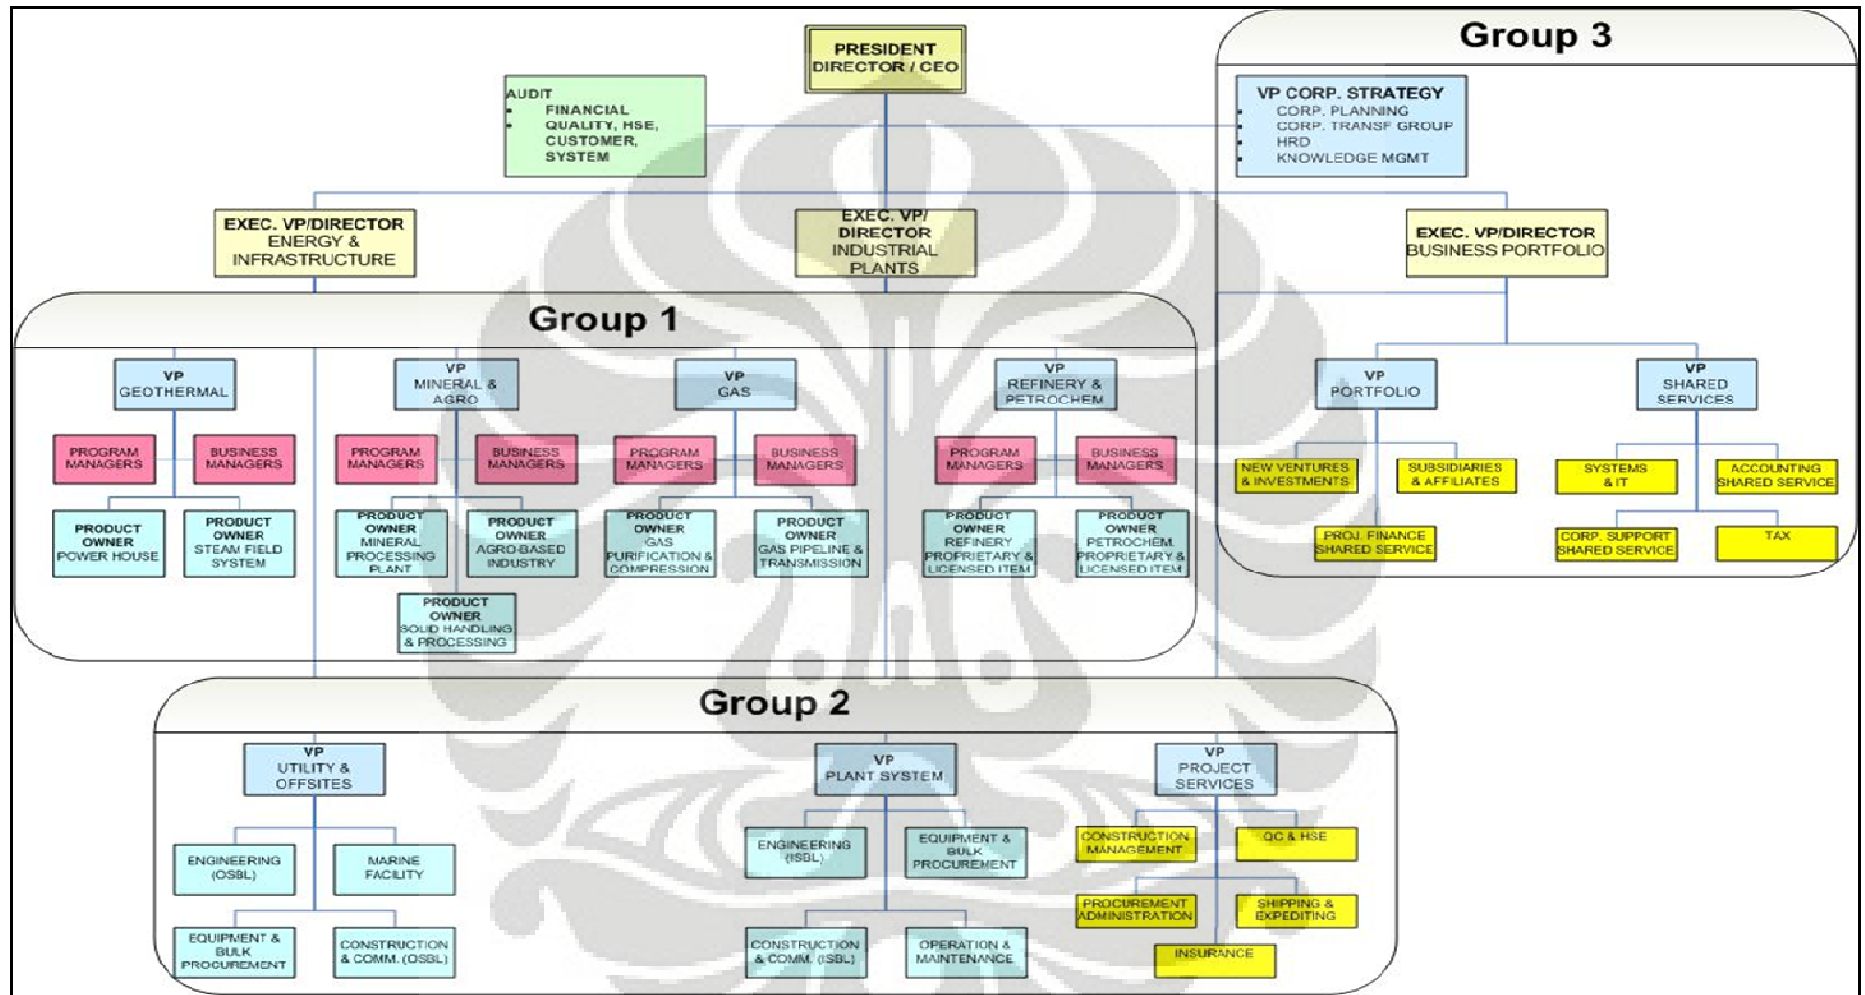 Group 3
PRESIDENT
DIRECTOR / CEO
AUDIT
• FINANCIAL
• QUALITY, HSE,
CUSTOMER,
SYSTEM
VP CORP. STRATEGY
• CORP. PLANNING
• CORP. TRANSF GROUP
• HRD
• KNOWLEDGE MGMT
EXEC. VP/DIRECTOR
ENERGY &
INFRASTRUCTURE
EXEC. VP/
DIRECTOR
INDUSTRIAL
PLANTS
EXEC. VP/DIRECTOR
BUSINESS PORTFOLIO
Group 1
VP
GEOTHERMAL
VP
MINERAL &
AGRO
VP
GAS
VP
REFINERY &
PETROCHEM
VP
PORTFOLIO
VP
SHARED
SERVICES
PROGRAM
MANAGERS
BUSINESS
MANAGERS
PROGRAM
MANAGERS
BUSINESS
MANAGERS
PROGRAM
MANAGERS
BUSINESS
MANAGERS
PROGRAM
MANAGERS
BUSINESS
MANAGERS
NEW VENTURES
& INVESTMENTS
SUBSIDIARIES
& AFFILIATES
SYSTEMS
& IT
ACCOUNTING
SHARED SERVICE
PRODUCT
OWNER
POWER HOUSE
PRODUCT
OWNER
STEAM FIELD
SYSTEM
PRODUCT
OWNER
MINERAL
PROCESSING
PLANT
PRODUCT
OWNER
AGRO-BASED
INDUSTRY
PRODUCT
OWNER
GAS
PURIFICATION &
COMPRESSION
PRODUCT
OWNER
GAS PIPELINE &
TRANSMISSION
PRODUCT
OWNER
REFINERY
PROPRIETARY &
LICENSED ITEM
PRODUCT
OWNER
PETROCHEM.
PROPRIETARY &
LICENSED ITEM
PROJ. FINANCE
SHARED SERVICE
CORP. SUPPORT
SHARED SERVICE
TAX
PRODUCT
OWNER
SOLID HANDLING
& PROCESSING
Group 2
VP
UTILITY &
OFFSITES
VP
PLANT SYSTEM
VP
PROJECT
SERVICES
ENGINEERING
(OSBL)
MARINE
FACILITY
ENGINEERING
(ISBL)
EQUIPMENT &
BULK
PROCUREMENT
CONSTRUCTION
MANAGEMENT
QC & HSE
PROCUREMENT
ADMINISTRATION
SHIPPING &
EXPEDITING
EQUIPMENT &
BULK
PROCUREMENT
CONSTRUCTION
& COMM. (OSBL)
CONSTRUCTION
& COMM. (ISBL)
OPERATION &
MAINTENANCE
INSURANCE